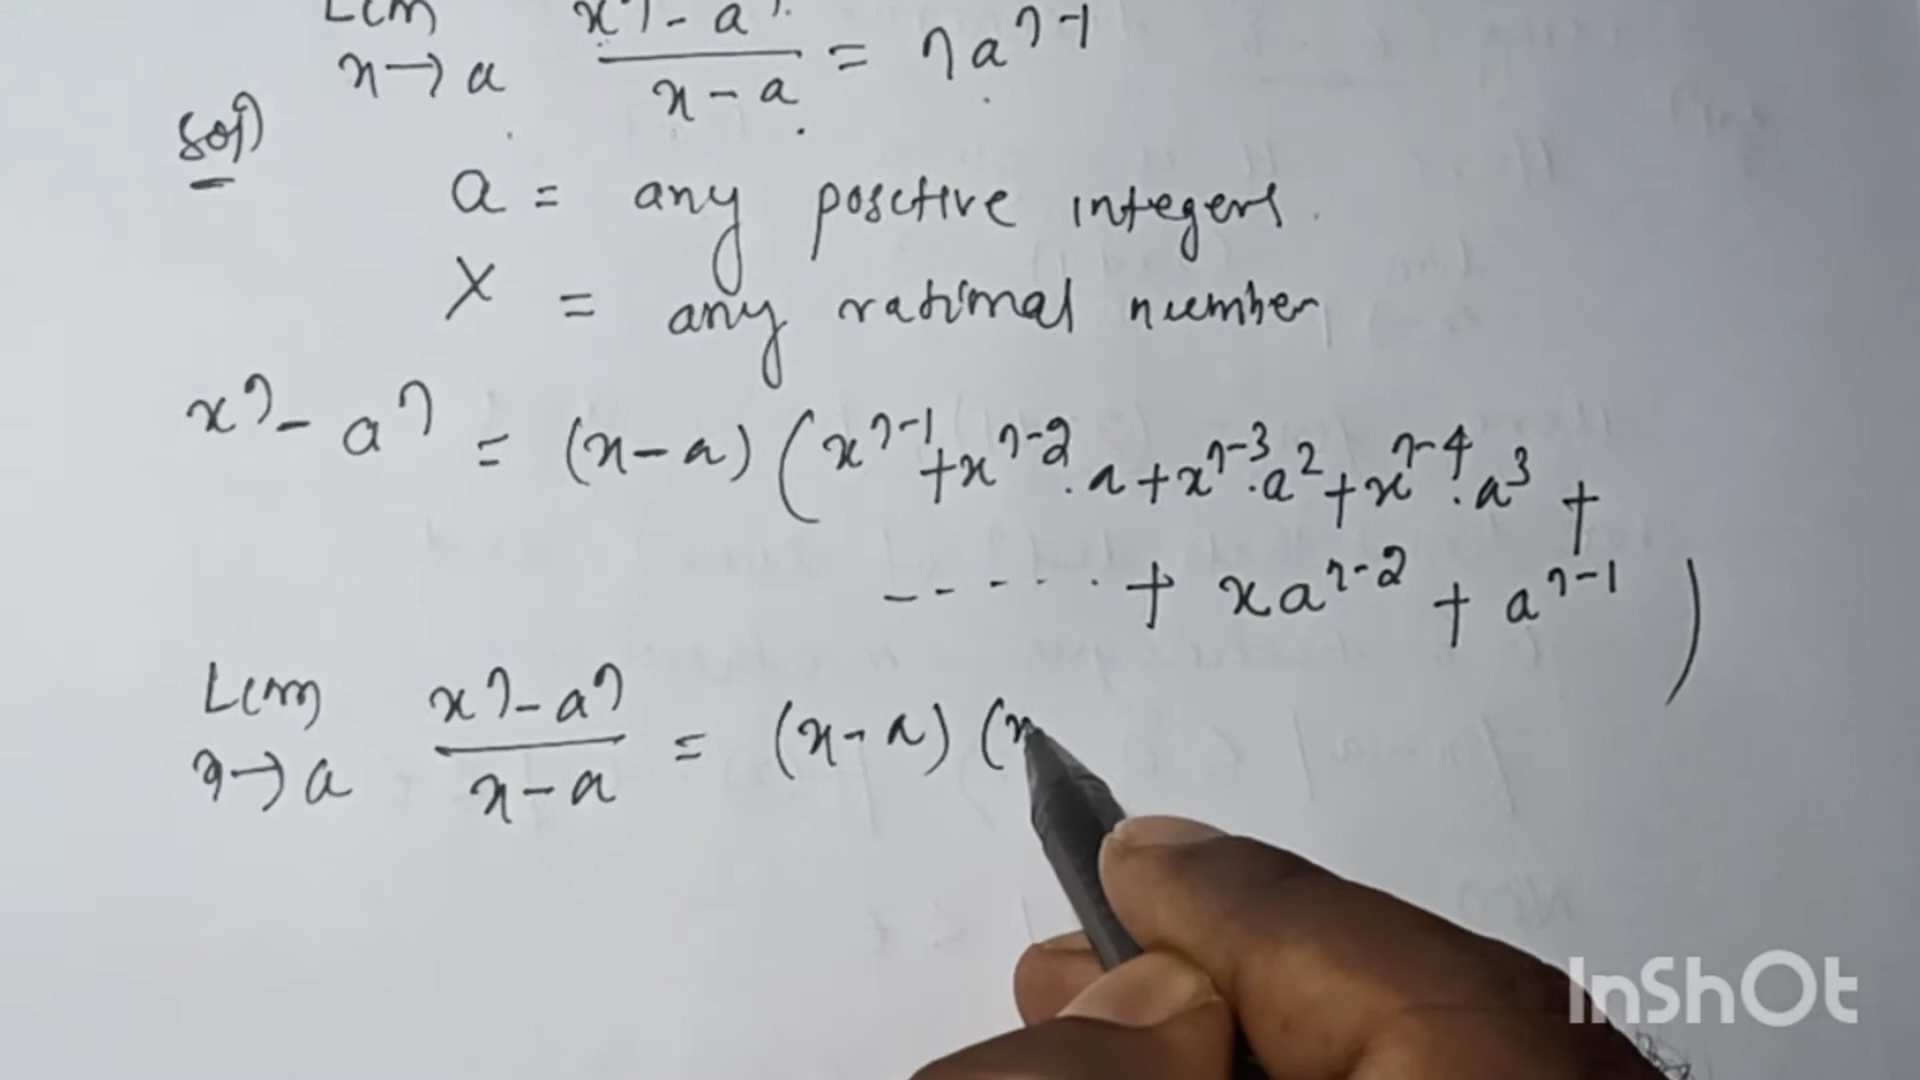 Lim x→a (xⁿ - aⁿ)/(x - a) = naⁿ⁻¹
Solⁿ
a = any positive integers.
X = any rational number
xⁿ - aⁿ = (x-a) (xⁿ⁻¹ + xⁿ⁻².a + xⁿ⁻³.a² + xⁿ⁻⁴.a³ +
- - - - - + xaⁿ⁻² + aⁿ⁻¹)
Lim x→a (xⁿ - aⁿ)/(x - a) = (x-a) (x
InShOt